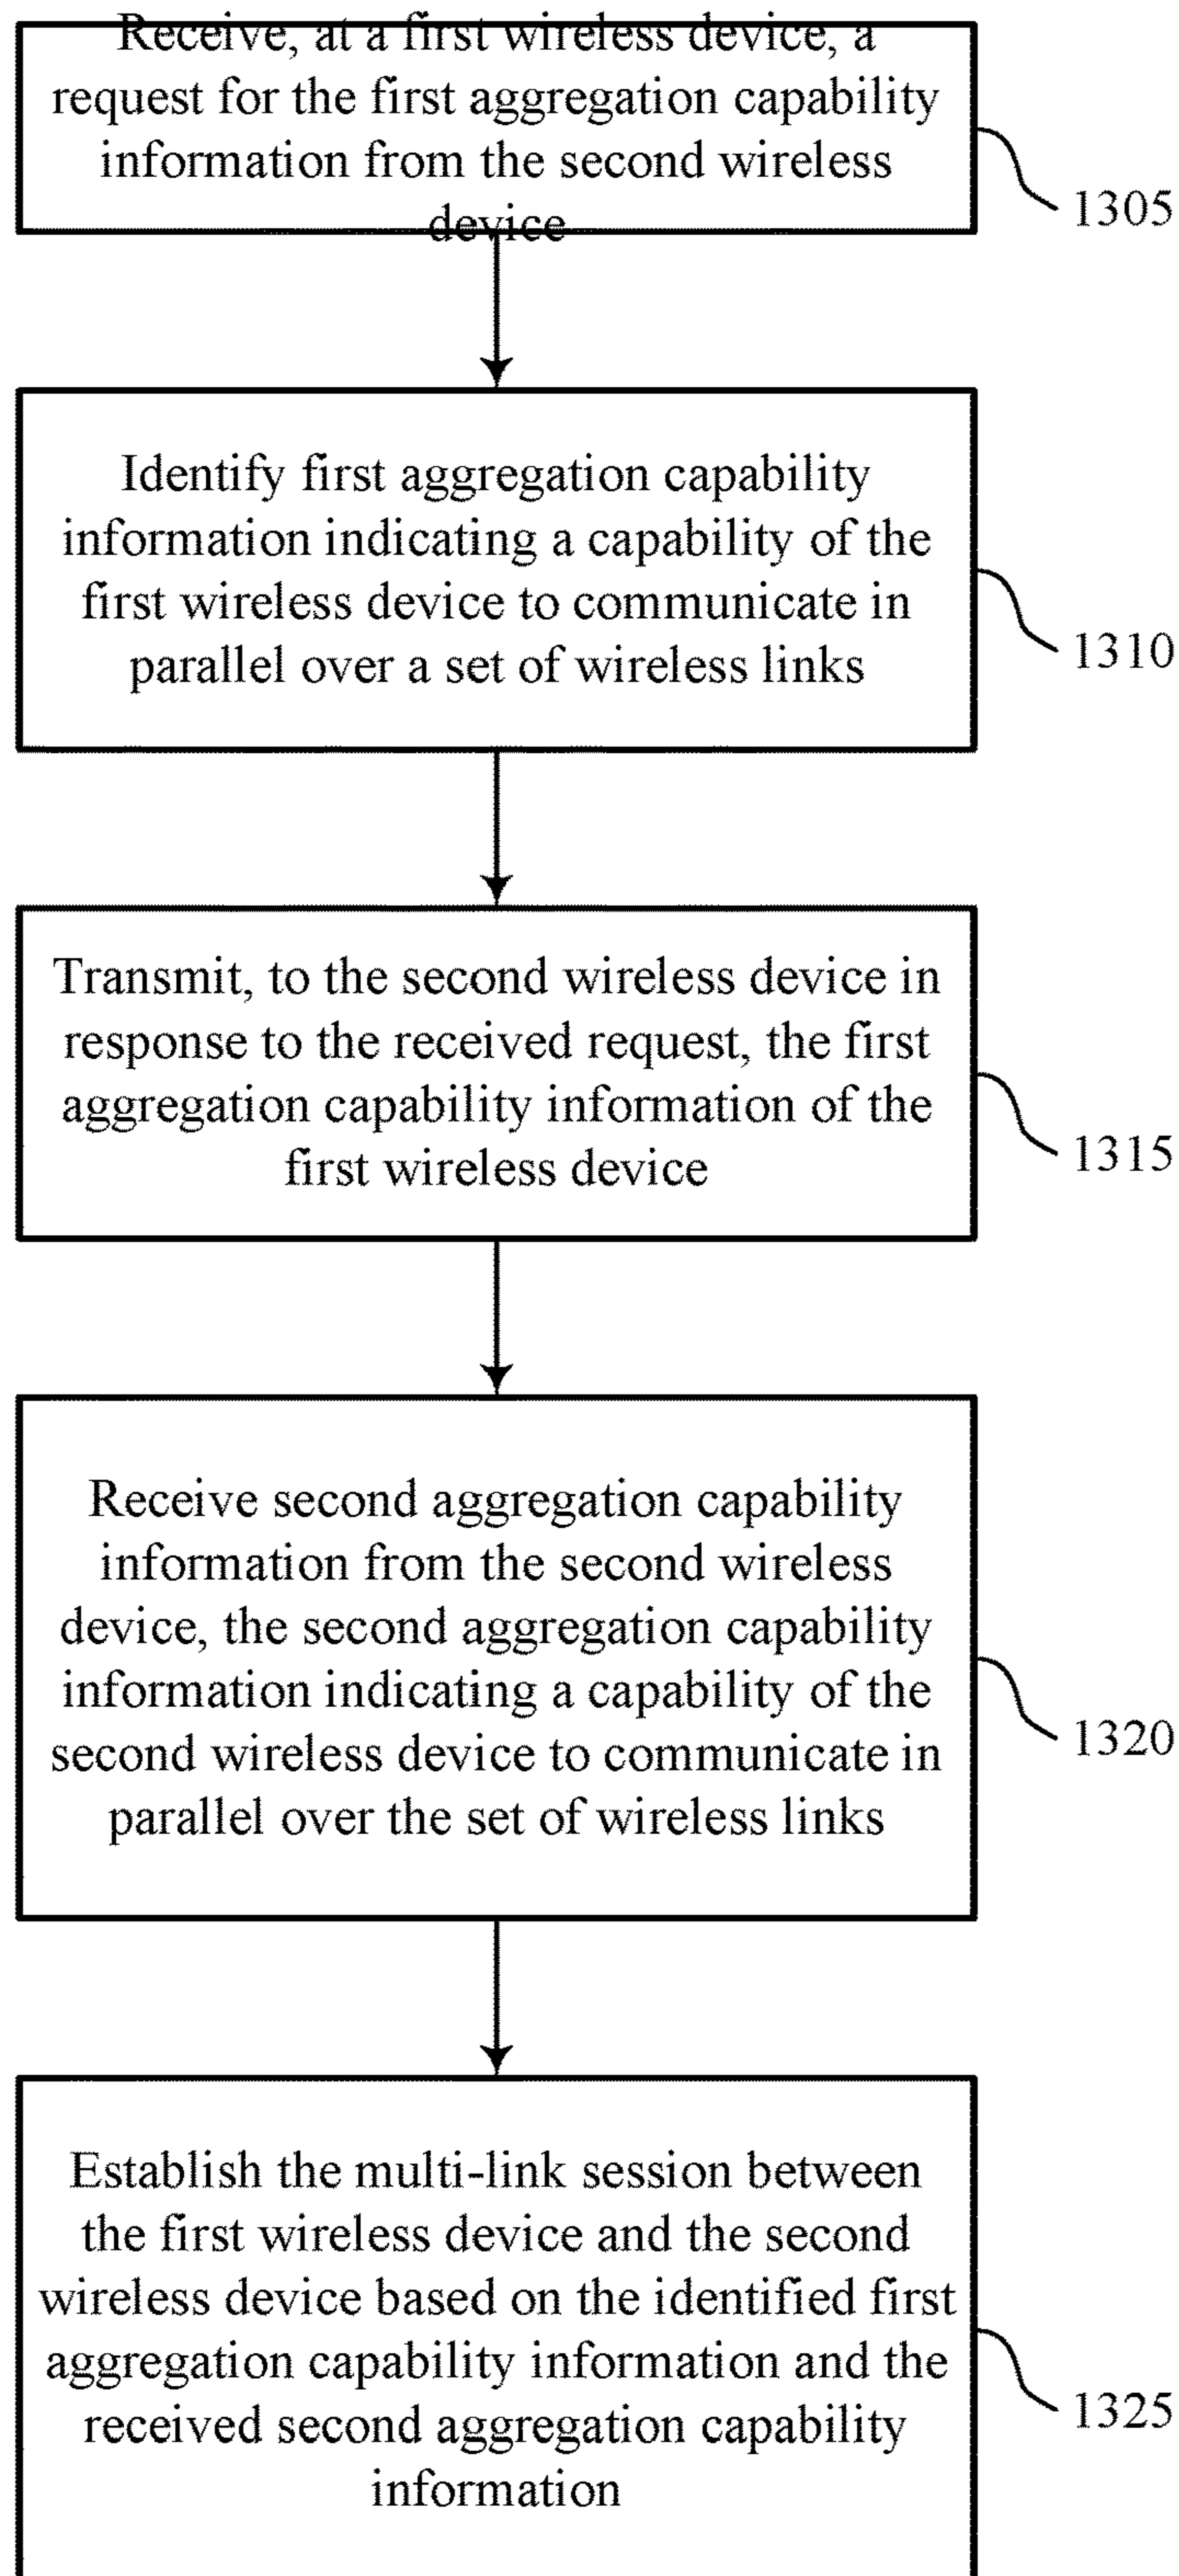 Receive, at a first wireless device, a
request for the first aggregation capability
information from the second wireless
device
1305
Identify first aggregation capability
information indicating a capability of the
first wireless device to communicate in
parallel over a set of wireless links
1310
Transmit, to the second wireless device in
response to the received request, the first
aggregation capability information of the
first wireless device
1315
Receive second aggregation capability
information from the second wireless
device, the second aggregation capability
information indicating a capability of the
second wireless device to communicate in
parallel over the set of wireless links
1320
Establish the multi-link session between
the first wireless device and the second
wireless device based on the identified first
aggregation capability information and the
received second aggregation capability
information
1325